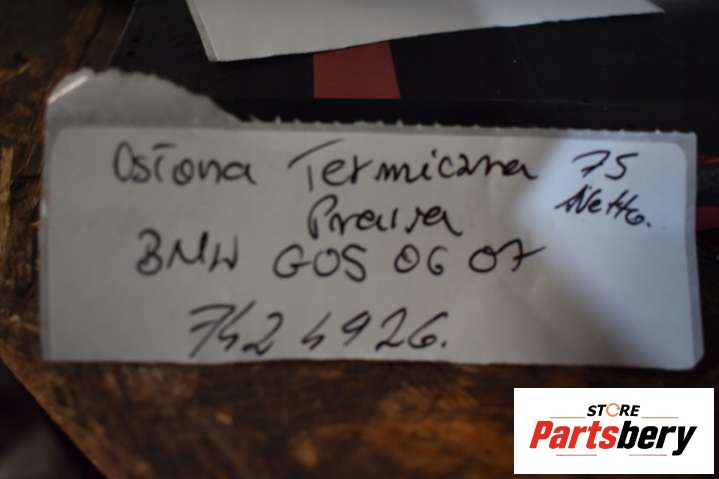 Osłona Termiczna 75
Netto.
Prawa
BMW G05 06 07
7424926.
STORE
Partsbery